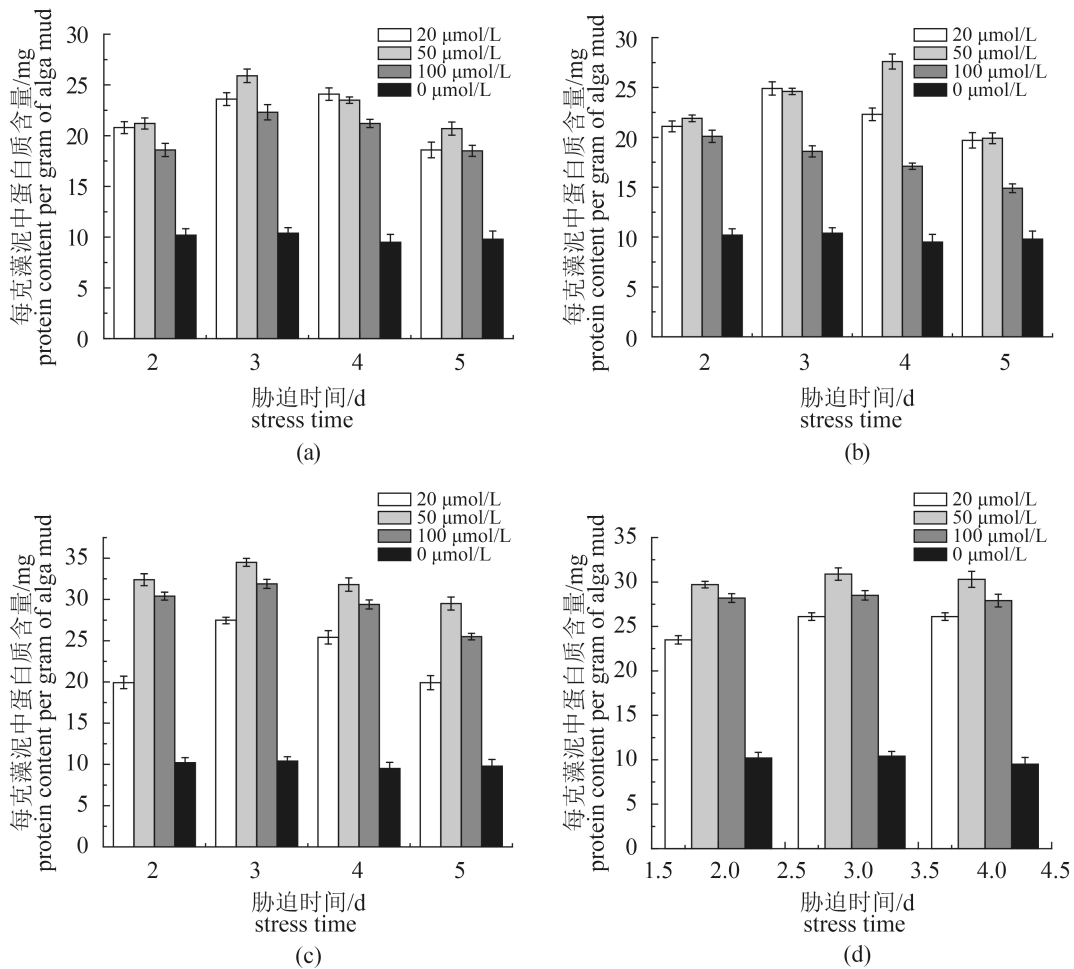 20 μmol/L
50 μmol/L
100 μmol/L
0 μmol/L
每克藻泥中蛋白质含量/mg
protein content per gram of alga mud
30
25
20
15
10
5
0
2 3 4 5
胁迫时间/d
stress time
(a)
20 μmol/L
50 μmol/L
100 μmol/L
0 μmol/L
每克藻泥中蛋白质含量/mg
protein content per gram of alga mud
30
25
20
15
10
5
0
2 3 4 5
胁迫时间/d
stress time
(b)
20 μmol/L
50 μmol/L
100 μmol/L
0 μmol/L
每克藻泥中蛋白质含量/mg
protein content per gram of alga mud
35
30
25
20
15
10
5
0
2 3 4 5
胁迫时间/d
stress time
(c)
20 μmol/L
50 μmol/L
100 μmol/L
0 μmol/L
每克藻泥中蛋白质含量/mg
protein content per gram of alga mud
35
30
25
20
15
10
5
0
1.5 2.0 2.5 3.0 3.5 4.0 4.5
胁迫时间/d
stress time
(d)